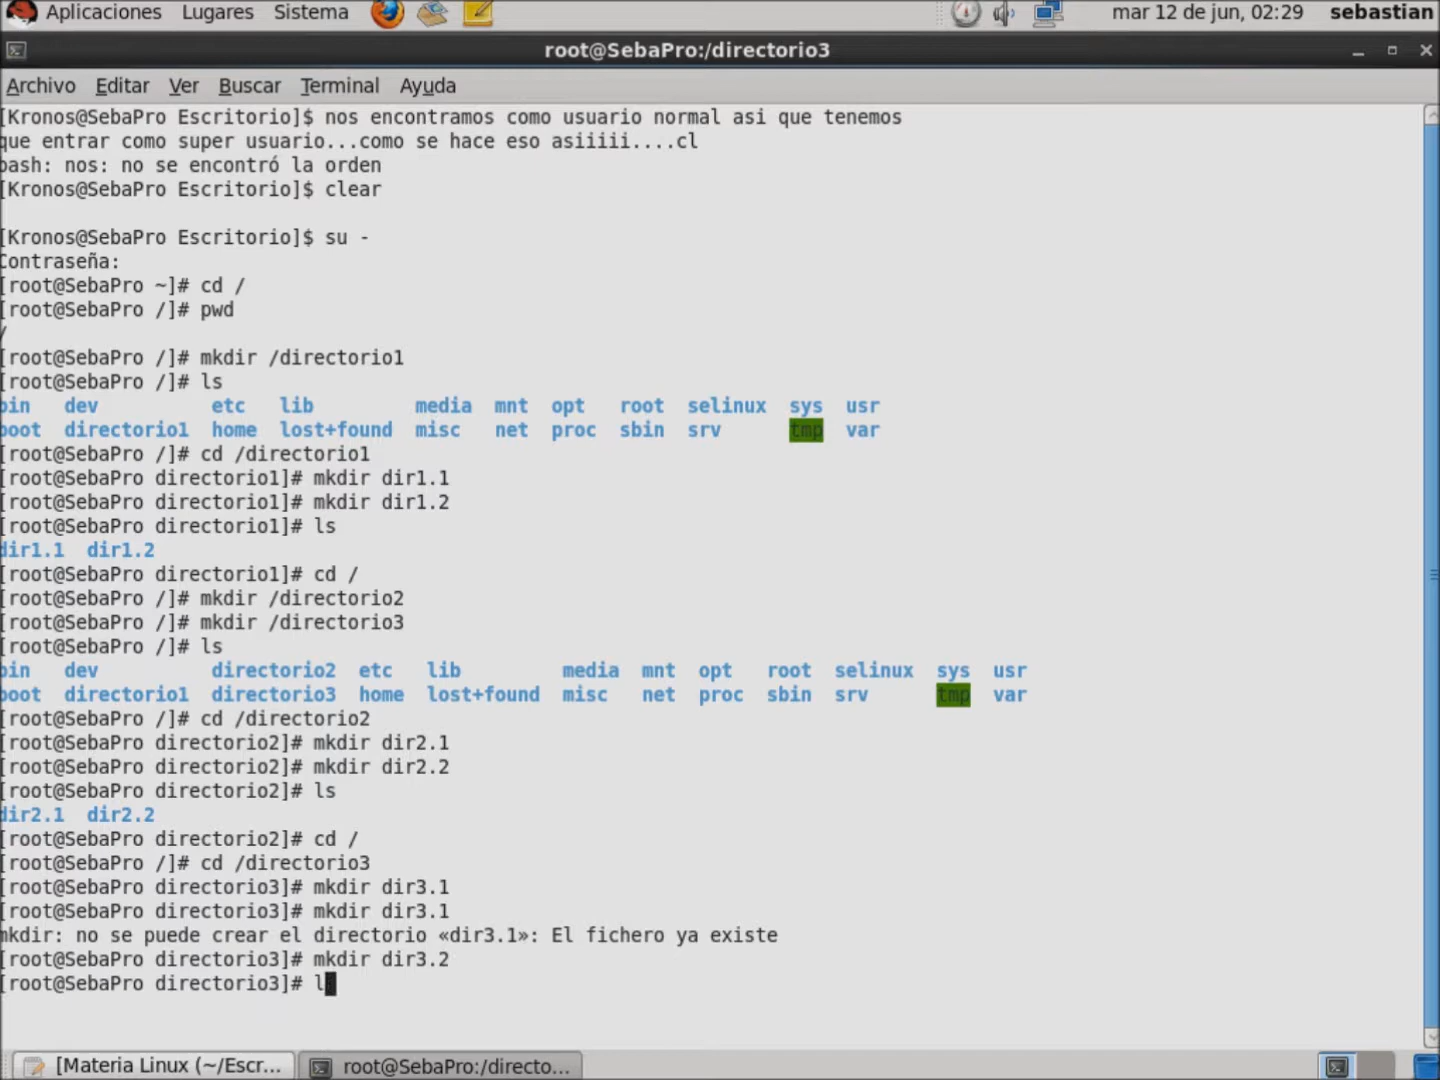 Aplicaciones Lugares Sistema mar 12 de jun, 02:29 sebastian
root@SebaPro:/directorio3
Archivo Editar Ver Buscar Terminal Ayuda
[Kronos@SebaPro Escritorio]$ nos encontramos como usuario normal asi que tenemos
que entrar como super usuario...como se hace eso asiiiii....cl
bash: nos: no se encontró la orden
[Kronos@SebaPro Escritorio]$ clear
[Kronos@SebaPro Escritorio]$ su -
Contraseña:
[root@SebaPro ~]# cd /
[root@SebaPro /]# pwd
/
[root@SebaPro /]# mkdir /directorio1
[root@SebaPro /]# ls
bin dev etc lib media mnt opt root selinux sys usr
boot directorio1 home lost+found misc net proc sbin srv tmp var
[root@SebaPro /]# cd /directorio1
[root@SebaPro directorio1]# mkdir dir1.1
[root@SebaPro directorio1]# mkdir dir1.2
[root@SebaPro directorio1]# ls
dir1.1 dir1.2
[root@SebaPro directorio1]# cd /
[root@SebaPro /]# mkdir /directorio2
[root@SebaPro /]# mkdir /directorio3
[root@SebaPro /]# ls
bin dev directorio2 etc lib media mnt opt root selinux sys usr
boot directorio1 directorio3 home lost+found misc net proc sbin srv tmp var
[root@SebaPro /]# cd /directorio2
[root@SebaPro directorio2]# mkdir dir2.1
[root@SebaPro directorio2]# mkdir dir2.2
[root@SebaPro directorio2]# ls
dir2.1 dir2.2
[root@SebaPro directorio2]# cd /
[root@SebaPro /]# cd /directorio3
[root@SebaPro directorio3]# mkdir dir3.1
[root@SebaPro directorio3]# mkdir dir3.1
mkdir: no se puede crear el directorio «dir3.1»: El fichero ya existe
[root@SebaPro directorio3]# mkdir dir3.2
[root@SebaPro directorio3]# l
[Materia Linux (~/Escr... root@SebaPro:/directo...